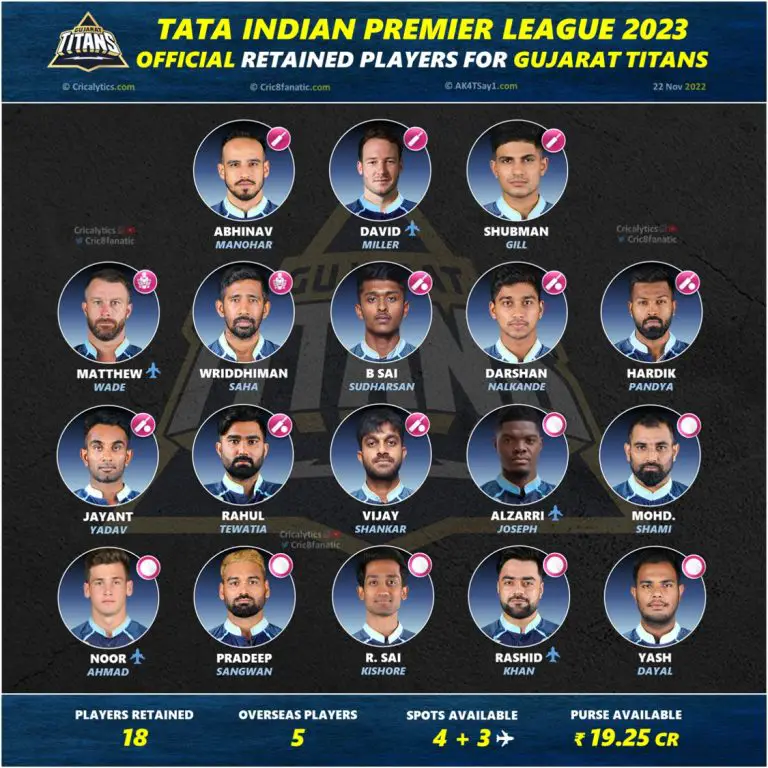 GUJARAT
TITANS
TATA INDIAN PREMIER LEAGUE 2023
OFFICIAL RETAINED PLAYERS FOR GUJARAT TITANS
© Cricalytics.com © Cric8fanatic.com © AK4TSay1.com 22 Nov 2022
ABHINAV DAVID SHUBMAN
MANOHAR MILLER GILL
Cricalytics Cricalytics
Cric8fanatic Cric8fanatic
GUJARAT
TITANS
MATTHEW WRIDDHIMAN B SAI DARSHAN HARDIK
WADE SAHA SUDHARSAN NALKANDE PANDYA
JAYANT RAHUL VIJAY ALZARRI MOHD.
YADAV TEWATIA SHANKAR JOSEPH SHAMI
Cricalytics
Cric8fanatic
NOOR PRADEEP R. SAI RASHID YASH
AHMAD SANGWAN KISHORE KHAN DAYAL
PLAYERS RETAINED OVERSEAS PLAYERS SPOTS AVAILABLE PURSE AVAILABLE
18 5 4 + 3 ₹ 19.25 CR